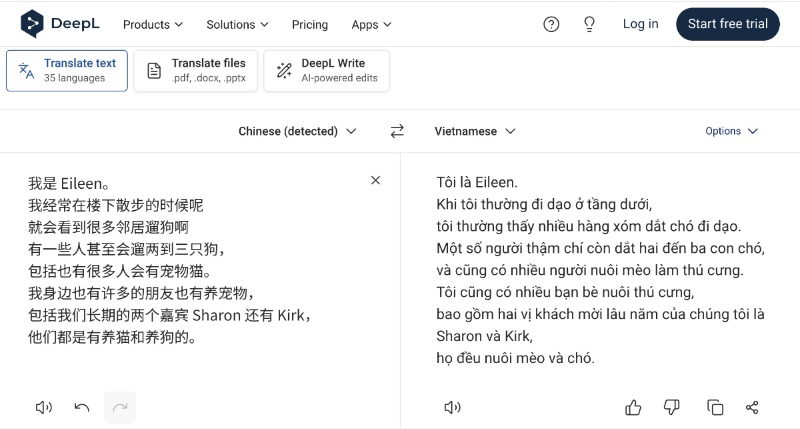 DeepL
Products
Solutions
Pricing
Apps
Log in
Start free trial
Translate text
35 languages
Translate files
.pdf, .docx, .pptx
DeepL Write
AI-powered edits
Chinese (detected)
Vietnamese
Options
我是 Eileen。
我经常在楼下散步的时候呢
就会看到很多邻居遛狗啊
有一些人甚至会遛两到三只狗，
包括也有很多人会有宠物猫。
我身边也有许多的朋友也有养宠物，
包括我们长期的两个嘉宾 Sharon 还有 Kirk，
他们都是有养猫和养狗的。
Tôi là Eileen.
Khi tôi thường đi dạo ở tầng dưới,
tôi thường thấy nhiều hàng xóm dắt chó đi dạo.
Một số người thậm chí còn dắt hai đến ba con chó,
và cũng có nhiều người nuôi mèo làm thú cưng.
Tôi cũng có nhiều bạn bè nuôi thú cưng,
bao gồm hai vị khách mời lâu năm của chúng tôi là
Sharon và Kirk,
họ đều nuôi mèo và chó.